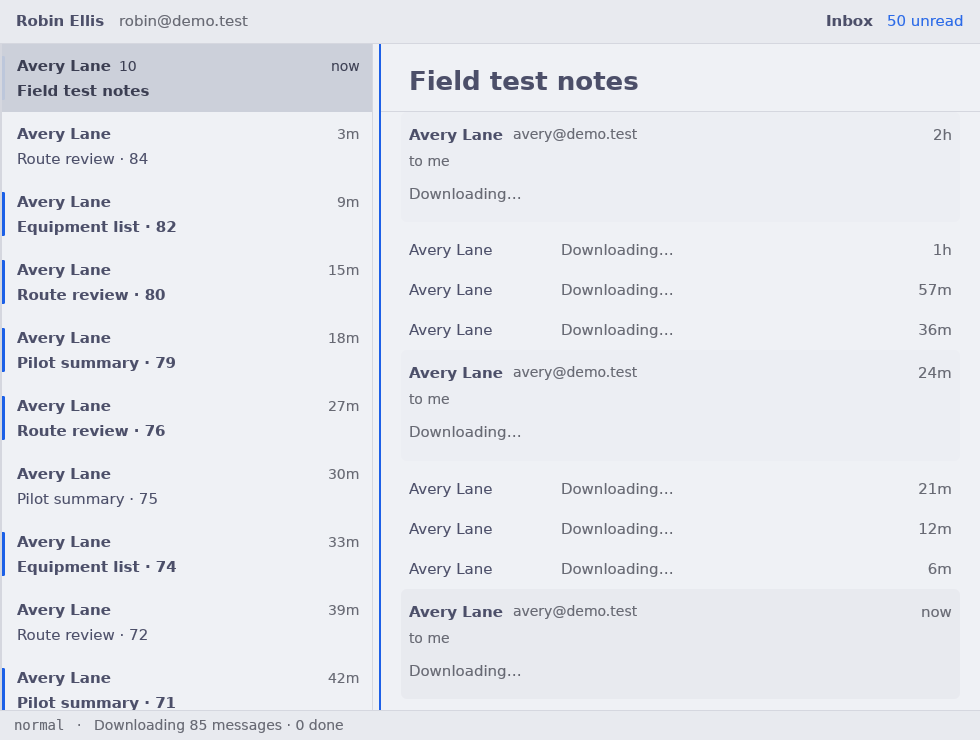 Robin Ellis robin@demo.test
Inbox 50 unread
Avery Lane 10 now
Field test notes
Avery Lane 3m
Route review · 84
Avery Lane 9m
Equipment list · 82
Avery Lane 15m
Route review · 80
Avery Lane 18m
Pilot summary · 79
Avery Lane 27m
Route review · 76
Avery Lane 30m
Pilot summary · 75
Avery Lane 33m
Equipment list · 74
Avery Lane 39m
Route review · 72
Avery Lane 42m
Pilot summary · 71
Field test notes
Avery Lane avery@demo.test 2h
to me
Downloading…
Avery Lane Downloading… 1h
Avery Lane Downloading… 57m
Avery Lane Downloading… 36m
Avery Lane avery@demo.test 24m
to me
Downloading…
Avery Lane Downloading… 21m
Avery Lane Downloading… 12m
Avery Lane Downloading… 6m
Avery Lane avery@demo.test now
to me
Downloading…
normal · Downloading 85 messages · 0 done